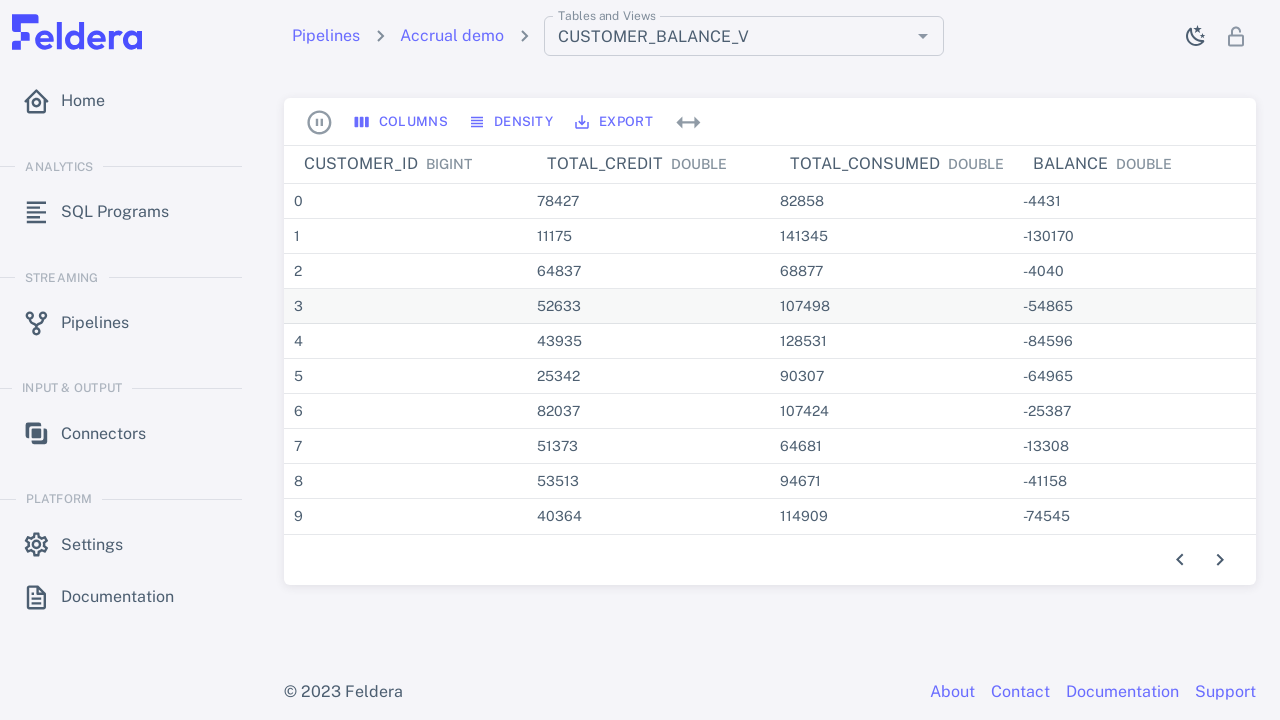 Feldera
Pipelines
Accrual demo
Tables and Views
CUSTOMER_BALANCE_V
Home
ANALYTICS
SQL Programs
STREAMING
Pipelines
INPUT & OUTPUT
Connectors
PLATFORM
Settings
Documentation
COLUMNS DENSITY EXPORT
CUSTOMER_ID BIGINT TOTAL_CREDIT DOUBLE TOTAL_CONSUMED DOUBLE BALANCE DOUBLE
0 78427 82858 -4431
1 11175 141345 -130170
2 64837 68877 -4040
3 52633 107498 -54865
4 43935 128531 -84596
5 25342 90307 -64965
6 82037 107424 -25387
7 51373 64681 -13308
8 53513 94671 -41158
9 40364 114909 -74545
© 2023 Feldera
About Contact Documentation Support